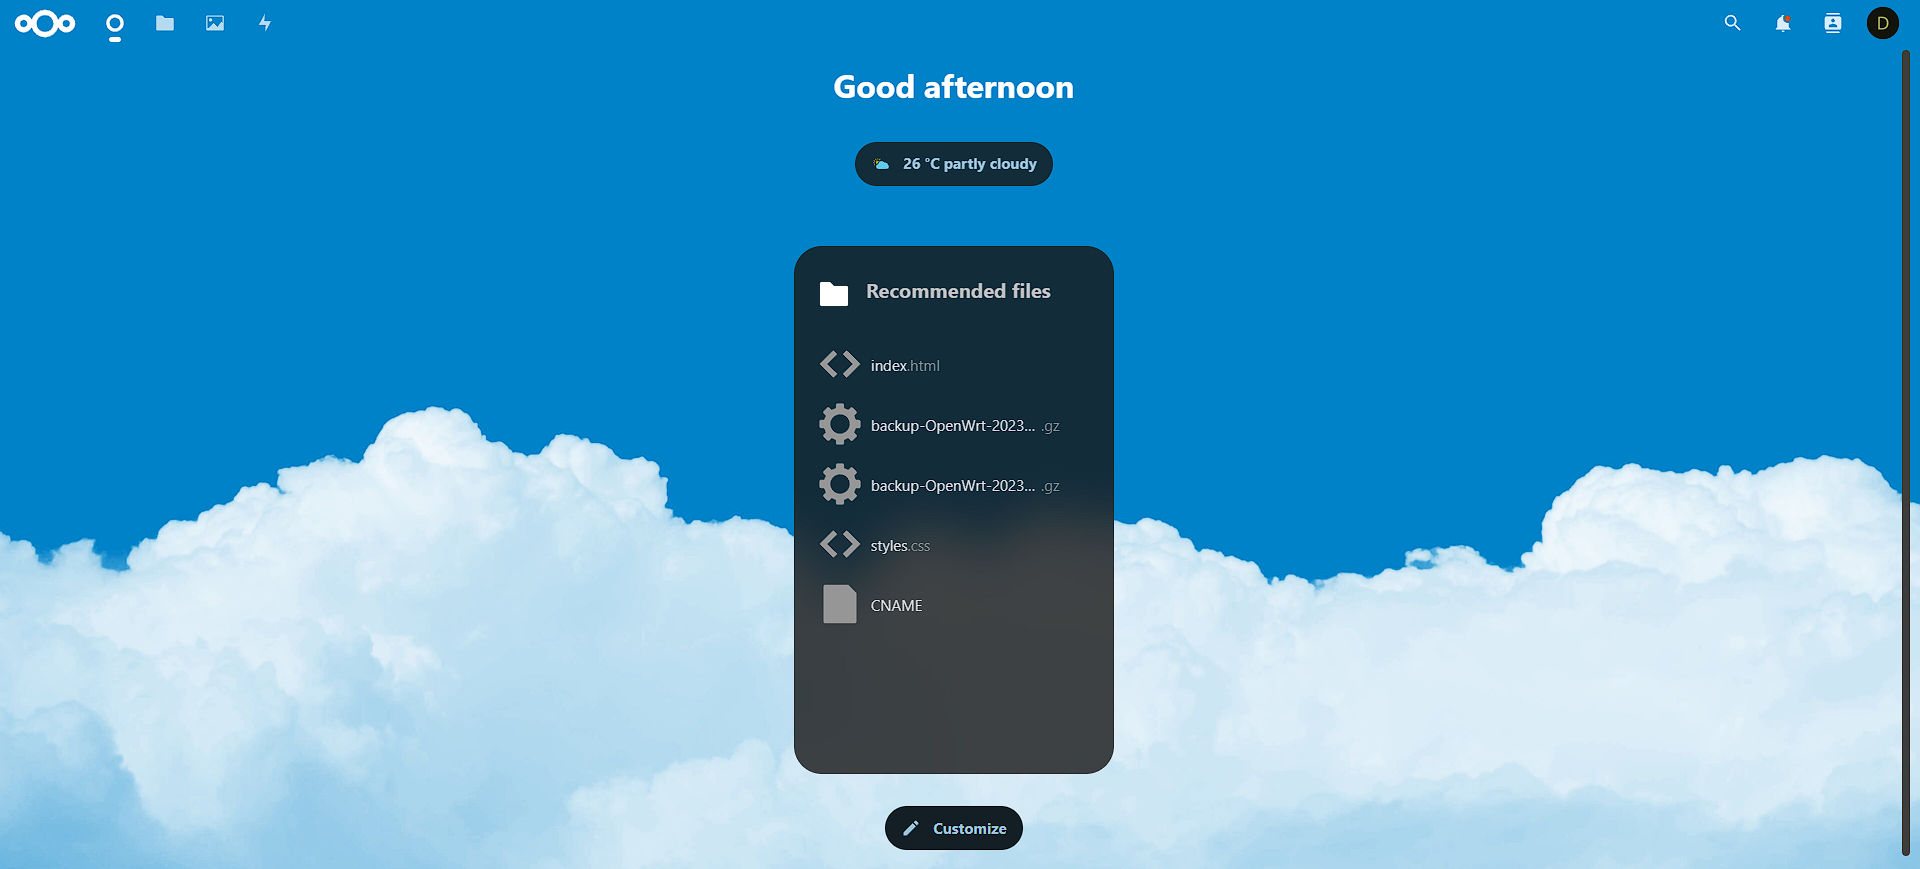 D
Good afternoon
26 °C partly cloudy
Recommended files
index.html
backup-OpenWrt-2023... .gz
backup-OpenWrt-2023... .gz
styles.css
CNAME
Customize